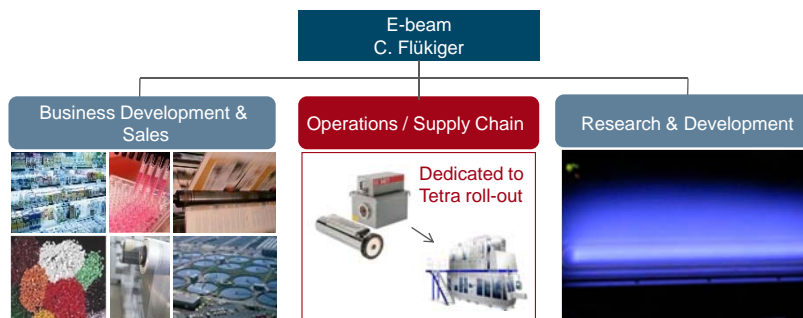 E-beam
C. Flükiger
Business Development &
Sales
Operations / Supply Chain
Research & Development
Dedicated to
Tetra roll-out